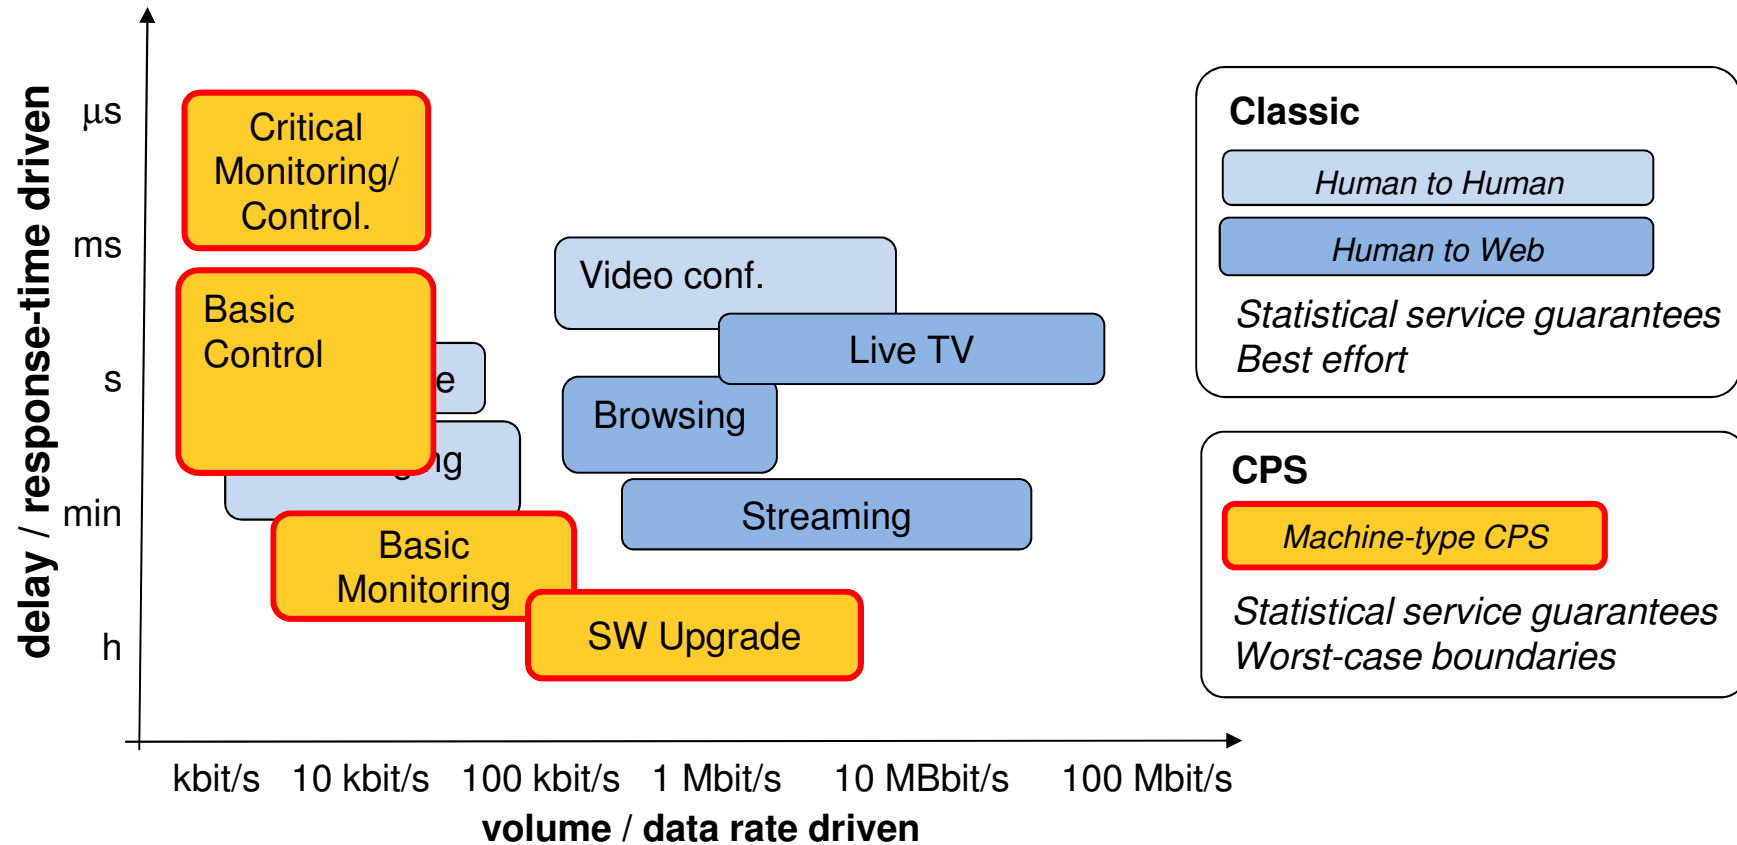 delay / response-time driven
μs
ms
s
min
h
Critical
Monitoring/
Control.
Basic
Control
Video conf.
Live TV
Browsing
Streaming
Basic
Monitoring
SW Upgrade
kbit/s 10 kbit/s 100 kbit/s 1 Mbit/s 10 MBbit/s 100 Mbit/s
volume / data rate driven
Classic
Human to Human
Human to Web
Statistical service guarantees
Best effort
CPS
Machine-type CPS
Statistical service guarantees
Worst-case boundaries